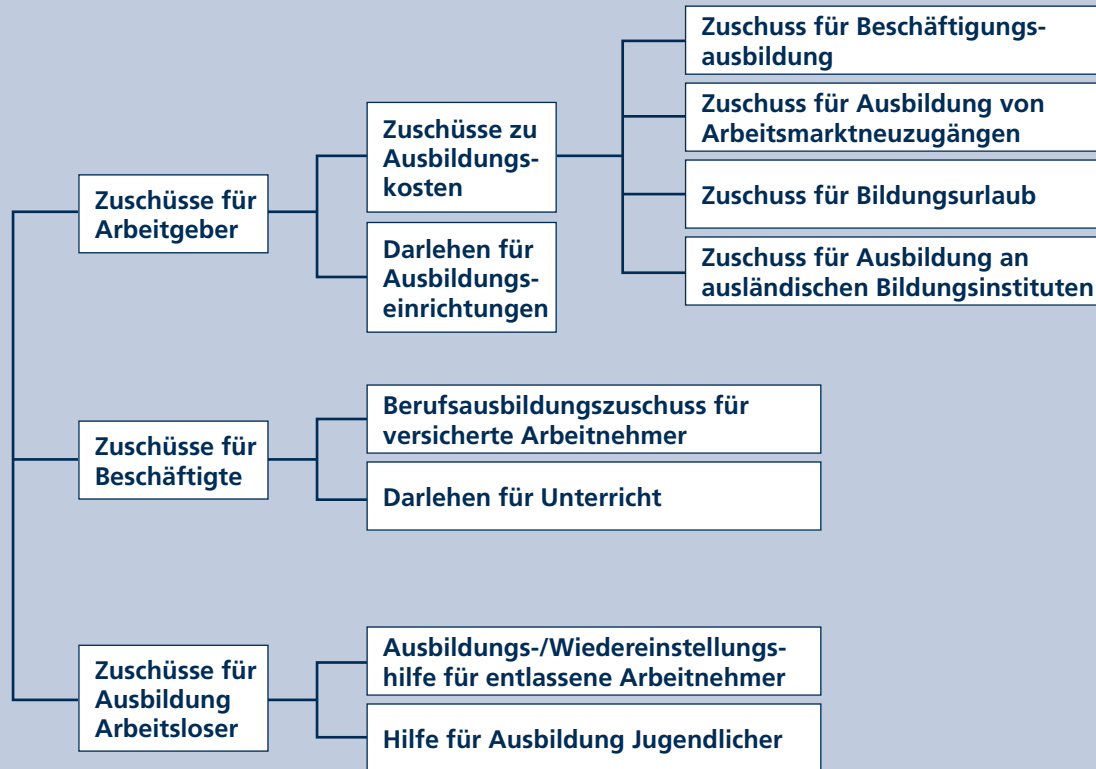 Zuschüsse für
Arbeitgeber
Zuschüsse zu
Ausbildungs-
kosten
Zuschuss für Beschäftigungs-
ausbildung
Zuschuss für Ausbildung von
Arbeitsmarktneuzugängen
Zuschuss für Bildungsurlaub
Zuschuss für Ausbildung an
ausländischen Bildungsinstituten
Darlehen für
Ausbildungs-
einrichtungen
Zuschüsse für
Beschäftigte
Berufsausbildungszuschuss für
versicherte Arbeitnehmer
Darlehen für Unterricht
Zuschüsse für
Ausbildung
Arbeitsloser
Ausbildungs-/Wiedereinstellungs-
hilfe für entlassene Arbeitnehmer
Hilfe für Ausbildung Jugendlicher